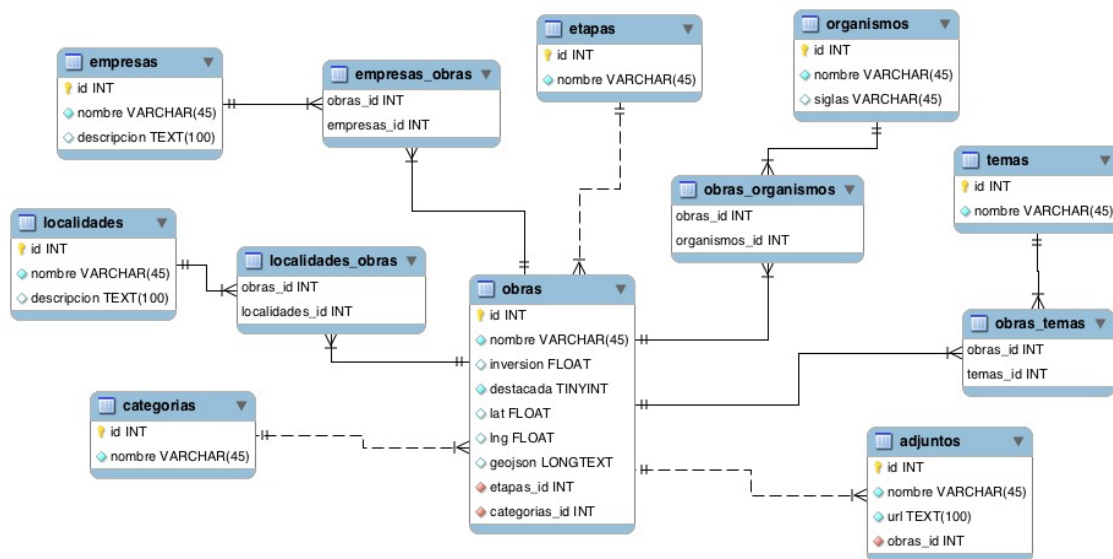 empresas
id INT
nombre VARCHAR(45)
descripcion TEXT(100)
empresas_obras
obras_id INT
empresas_id INT
etapas
id INT
nombre VARCHAR(45)
organismos
id INT
nombre VARCHAR(45)
siglas VARCHAR(45)
obras_organismos
obras_id INT
organismos_id INT
temas
id INT
nombre VARCHAR(45)
localidades
id INT
nombre VARCHAR(45)
descripcion TEXT(100)
localidades_obras
obras_id INT
localidades_id INT
obras
id INT
nombre VARCHAR(45)
inversion FLOAT
destacada TINYINT
lat FLOAT
lng FLOAT
geojson LONGTEXT
etapas_id INT
categorias_id INT
obras_temas
obras_id INT
temas_id INT
categorias
id INT
nombre VARCHAR(45)
adjuntos
id INT
nombre VARCHAR(45)
url TEXT(100)
obras_id INT